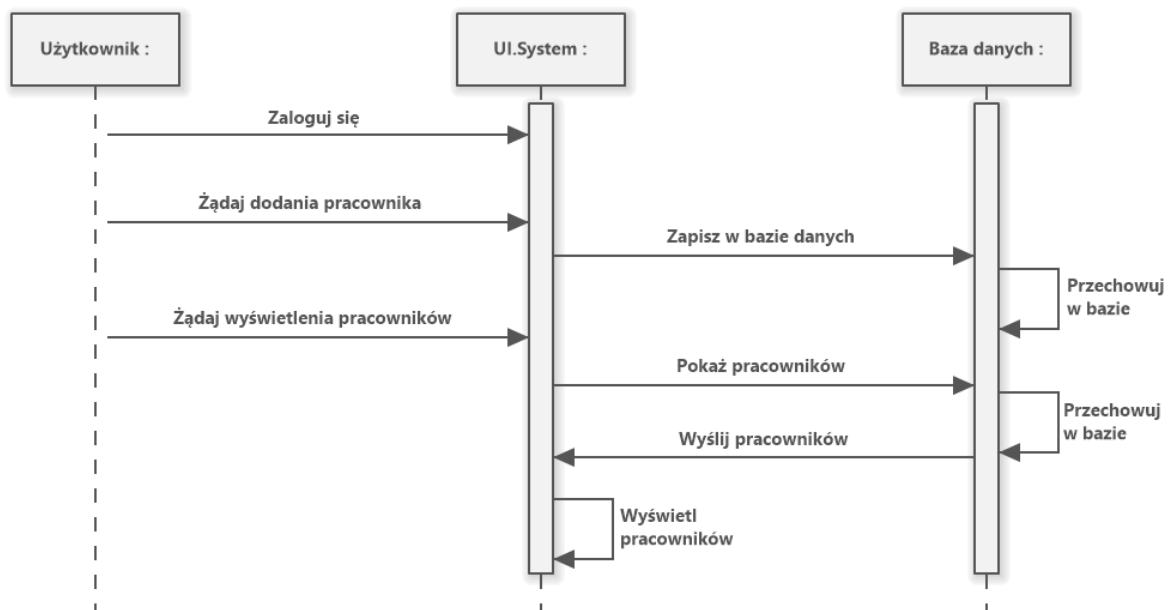 Użytkownik :
UI.System :
Baza danych :
Zaloguj się
Żądaj dodania pracownika
Zapisz w bazie danych
Przechowuj
w bazie
Żądaj wyświetlenia pracowników
Pokaż pracowników
Przechowuj
w bazie
Wyślij pracowników
Wyświetl
pracowników